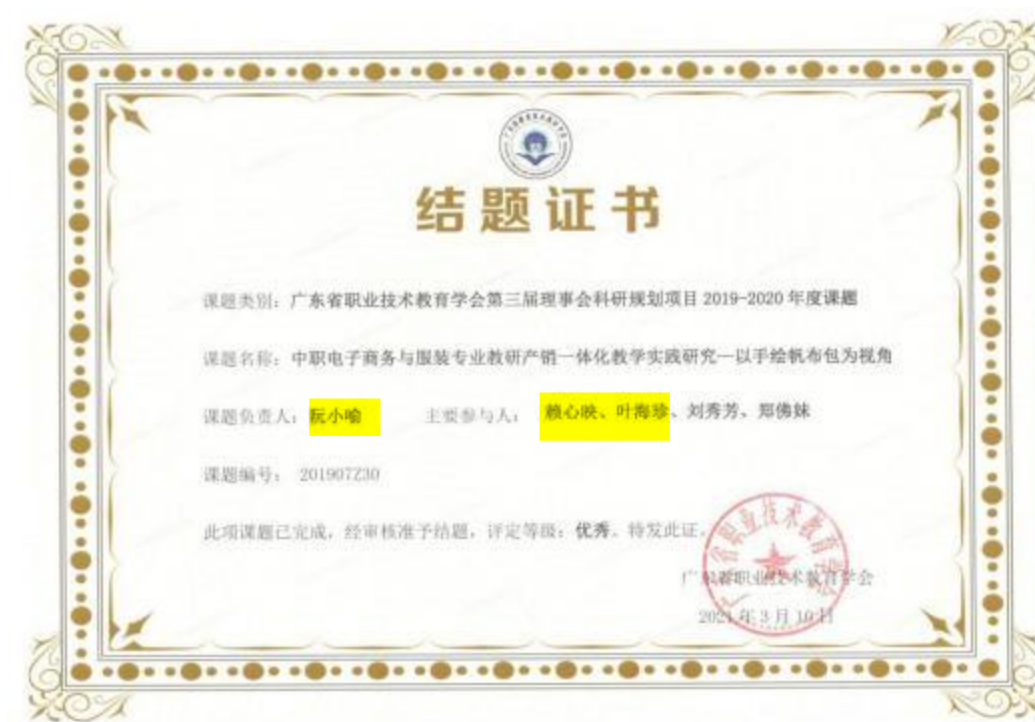 结题证书
课题类别：广东省职业技术教育学会第三届理事会科研规划项目 2019-2020 年度课题
课题名称：中职电子商务与服装专业教研产销一体化教学实践研究—以手绘帆布包为视角
课题负责人：阮小喻 主要参与人：赖心映、叶海珍、刘秀芳、郑佛妹
课题编号：201907Z30
此项课题已完成，经审核准予结题，评定等级：优秀。特发此证。
广东省职业技术教育学会
2021 年 3 月 10 日